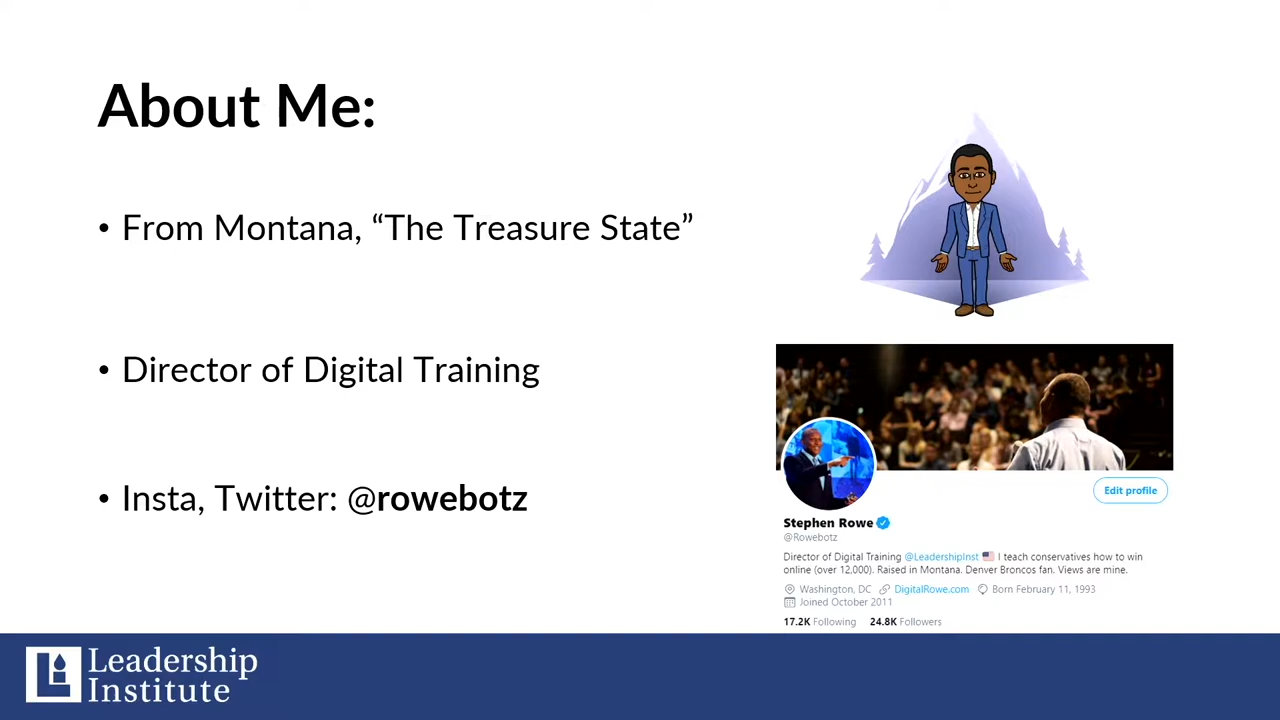 About Me:
• From Montana, “The Treasure State”
• Director of Digital Training
• Insta, Twitter: @rowebotz
Edit profile
Stephen Rowe
@Rowebotz
Director of Digital Training @LeadershipInst 🇺🇸 I teach conservatives how to win
online (over 12,000). Raised in Montana. Denver Broncos fan. Views are mine.
Washington, DC DigitalRowe.com Born February 11, 1993
Joined October 2011
17.2K Following 24.8K Followers
Leadership
Institute